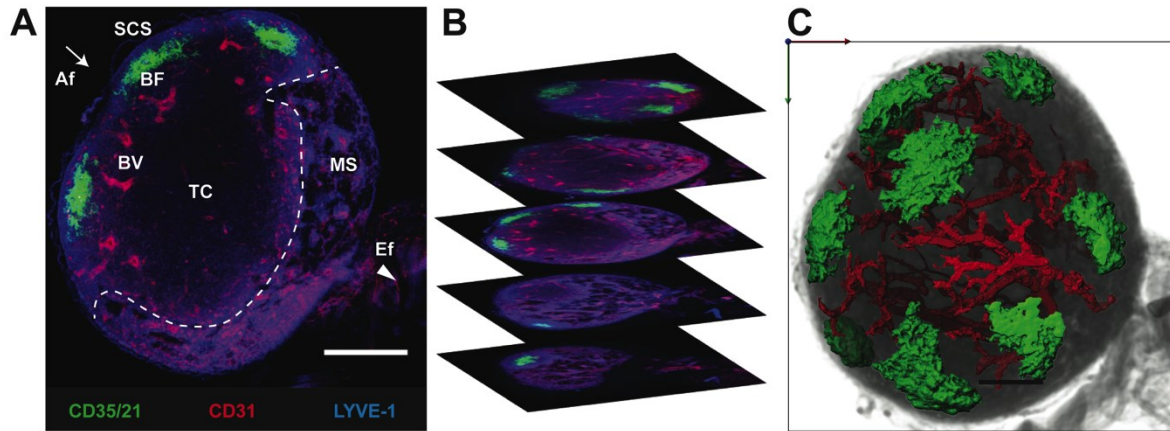 A
B
C
SCS
Af
BF
BV
MS
TC
Ef
CD35/21 CD31 LYVE-1